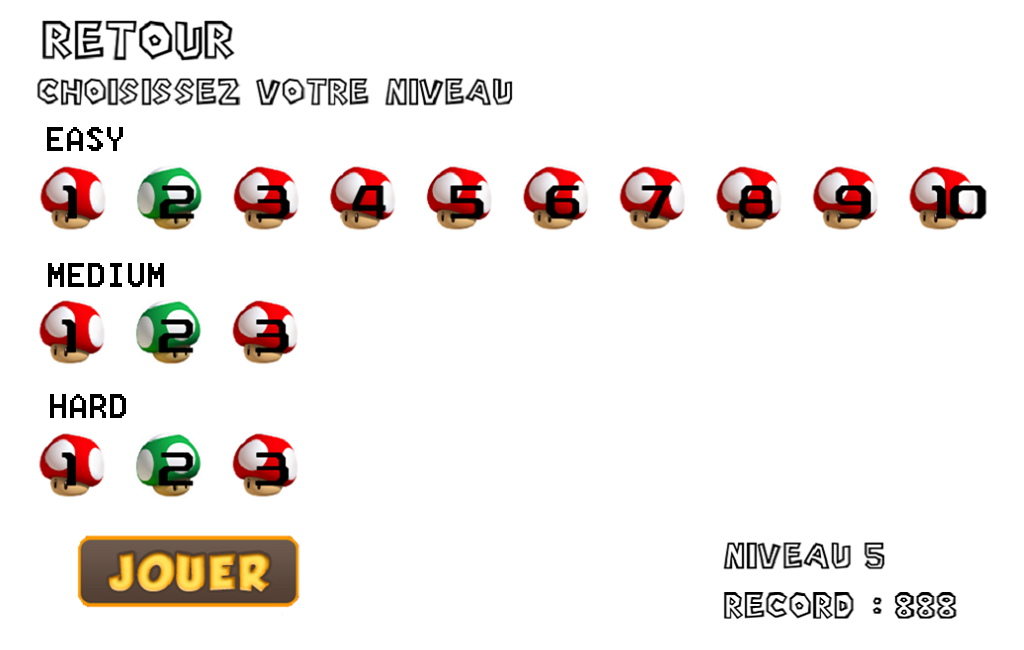 RETOUR
CHOISISSEZ VOTRE NIVEAU
EASY
1 2 3 4 5 6 7 8 9 10
MEDIUM
1 2 3
HARD
1 2 3
JOUER
NIVEAU 5
RECORD : 888